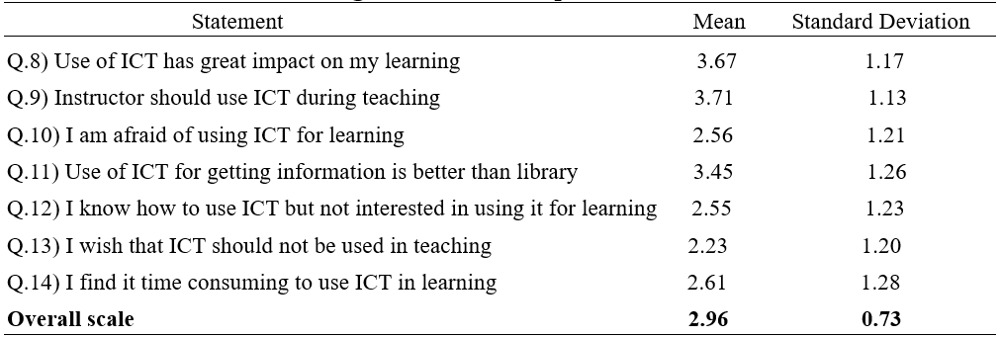 Statement Mean Standard Deviation
Q.8) Use of ICT has great impact on my learning 3.67 1.17
Q.9) Instructor should use ICT during teaching 3.71 1.13
Q.10) I am afraid of using ICT for learning 2.56 1.21
Q.11) Use of ICT for getting information is better than library 3.45 1.26
Q.12) I know how to use ICT but not interested in using it for learning 2.55 1.23
Q.13) I wish that ICT should not be used in teaching 2.23 1.20
Q.14) I find it time consuming to use ICT in learning 2.61 1.28
Overall scale 2.96 0.73